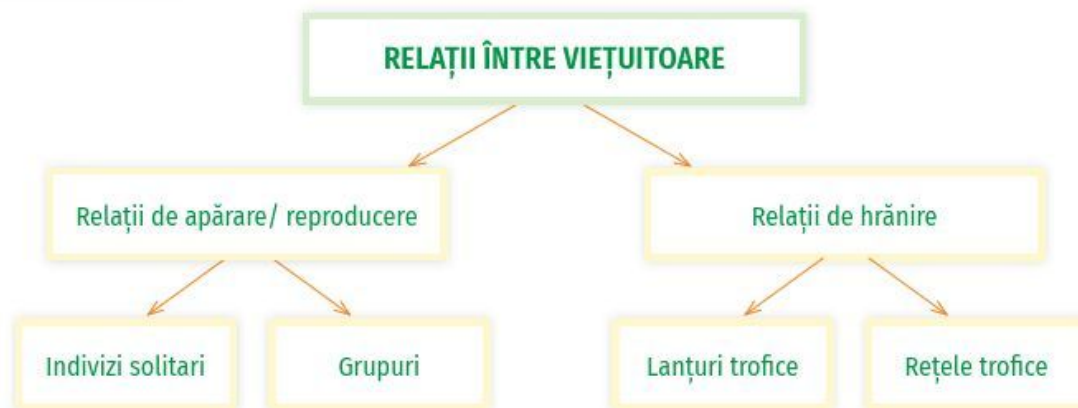 RELAȚII ÎNTRE VIEȚUITOARE
Relații de apărare/ reproducere
Relații de hrănire
Indivizi solitari
Grupuri
Lanțuri trofice
Rețele trofice